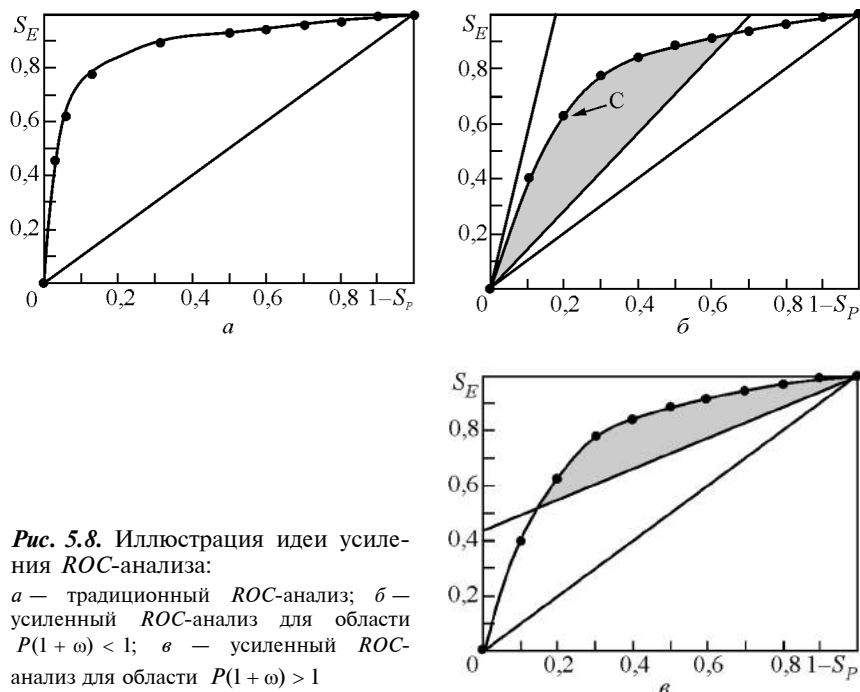 S_E
0,8
0,6
0,4
0,2
0
0,2
0,4
0,6
0,8
1–S_P
а
S_E
0,8
0,6
0,4
0,2
0
0,2
0,4
0,6
0,8
1–S_P
C
б
S_E
0,8
0,6
0,4
0,2
0
0,2
0,4
0,6
0,8
1–S_P
в
Рис. 5.8. Иллюстрация идеи усиле-
ния ROC-анализа:
а — традиционный ROC-анализ; б —
усиленный ROC-анализ для области
P(1 + ω) < 1; в — усиленный ROC-
анализ для области P(1 + ω) > 1